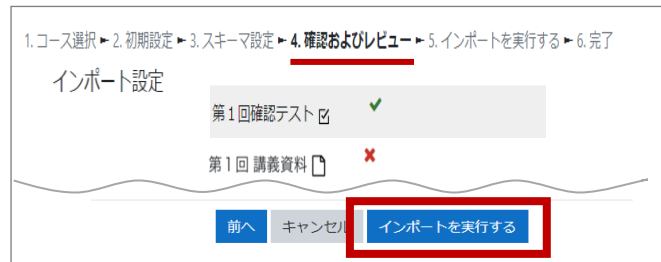 1. コース選択 ► 2. 初期設定 ► 3. スキーマ設定 ► 4. 確認およびレビュー ► 5. インポートを実行する ► 6. 完了
インポート設定
第1回確認テスト
第1回 講義資料
前へ キャンセル インポートを実行する